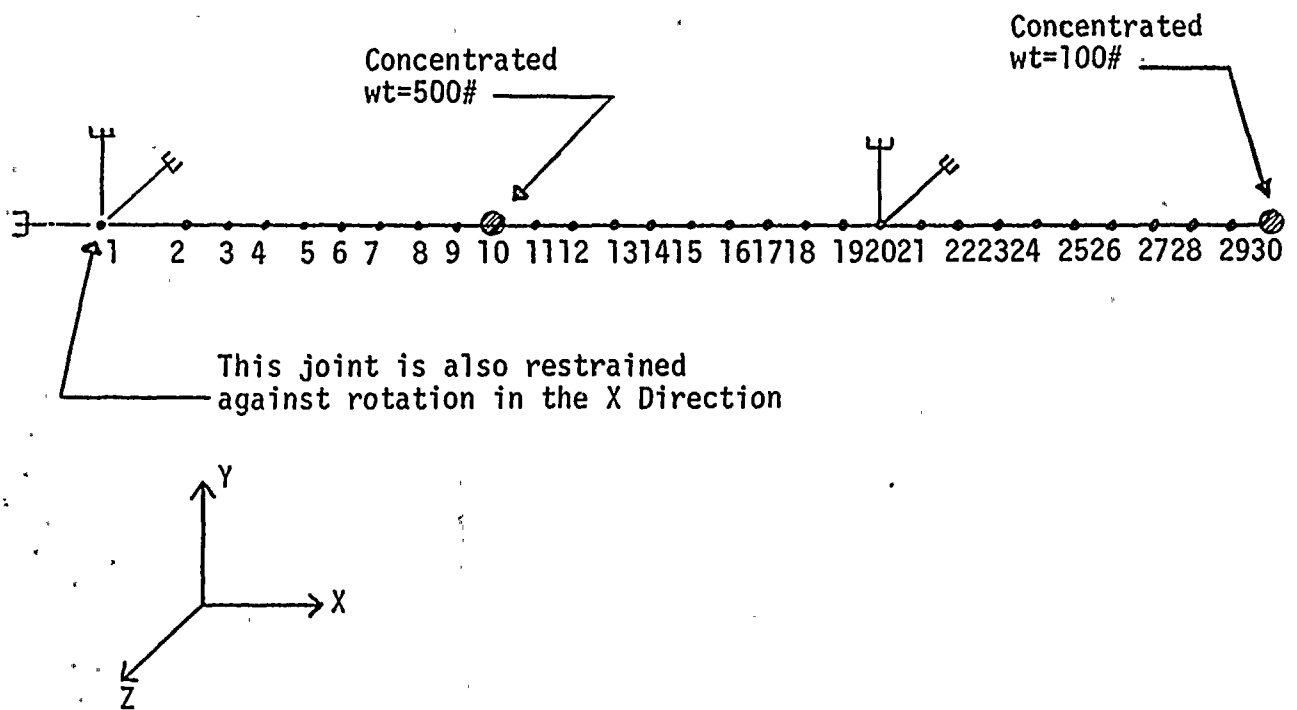 Concentrated
wt=100#
Concentrated
wt=500#
1 2 3 4 5 6 7 8 9 10 1112 131415 161718 192021 222324 2526 2728 2930
This joint is also restrained
against rotation in the X Direction
Y
X
Z